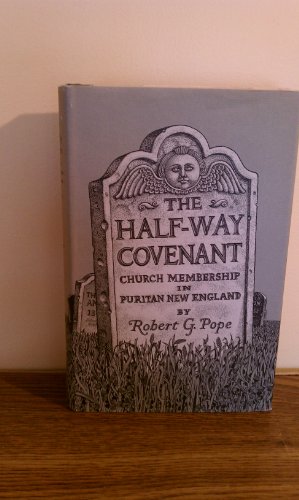 THE
HALF-WAY
COVENANT
CHURCH MEMBERSHIP
IN
PURITAN NEW ENGLAND
BY
Robert G. Pope